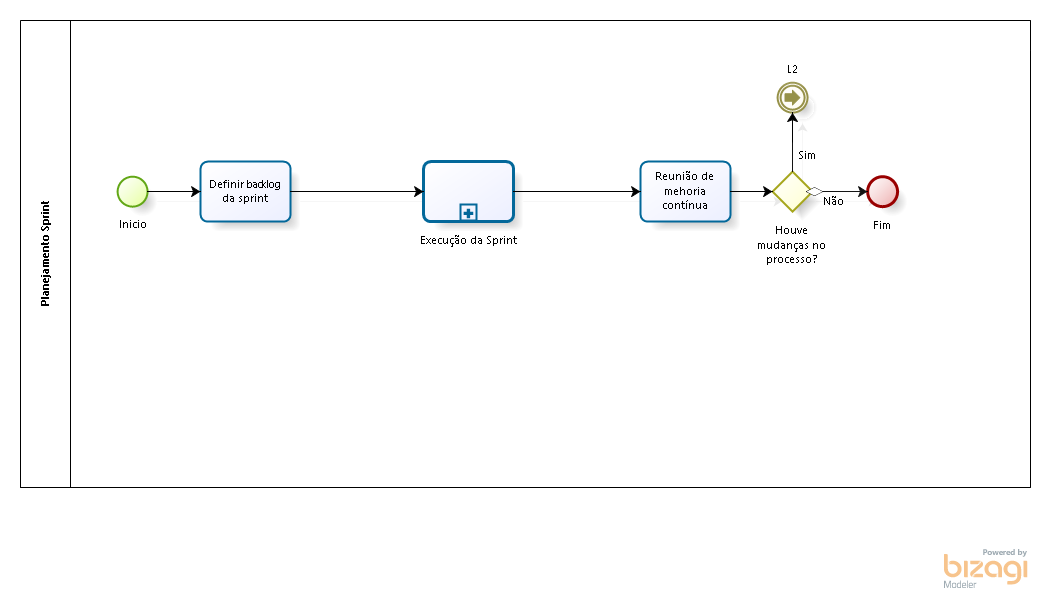 Planejamento Sprint
Inicio
Definir backlog
da sprint
Execução da Sprint
Reunião de
mehoria
contínua
L2
Sim
Não
Houve
mudanças no
processo?
Fim
Powered by
bizagi
Modeler